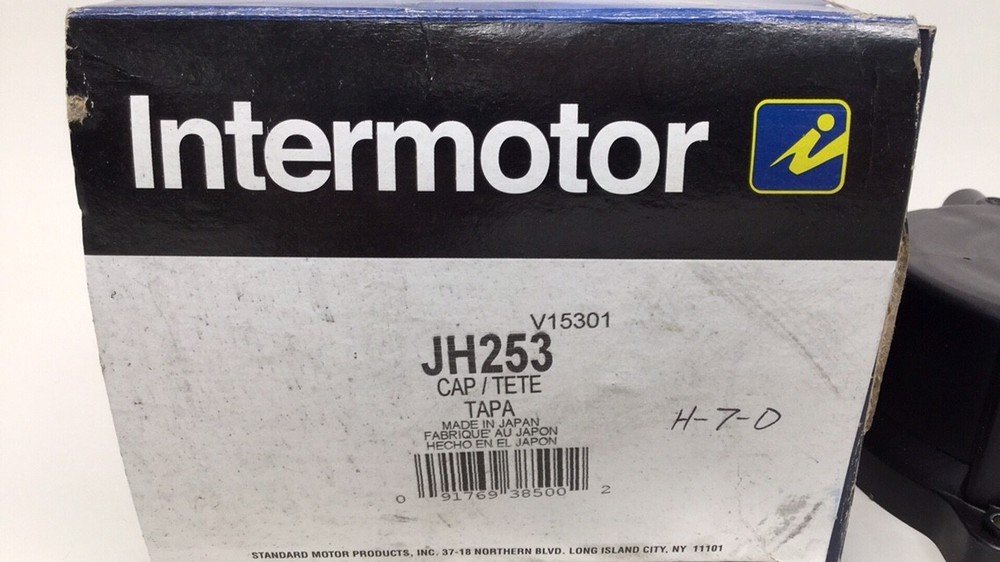 Intermotor
V15301
JH253
CAP / TETE
TAPA
MADE IN JAPAN
FABRIQUE' AU JAPON
HECHO EN EL JAPON
H-7-0
0 91769 38500 2
STANDARD MOTOR PRODUCTS, INC. 37-18 NORTHERN BLVD. LONG ISLAND CITY, NY 11101